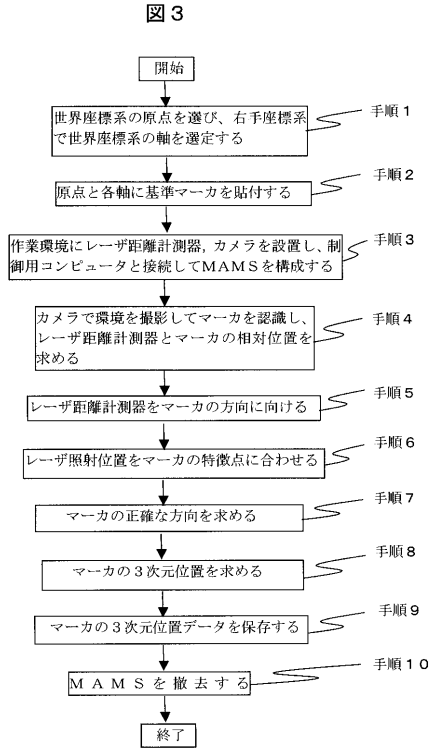 図３
開始
世界座標系の原点を選び、右手座標系
で世界座標系の軸を選定する
手順１
原点と各軸に基準マーカを貼付する
手順２
作業環境にレーザ距離計測器，カメラを設置し、制
御用コンピュータと接続してＭＡＭＳを構成する
手順３
カメラで環境を撮影してマーカを認識し、
レーザ距離計測器とマーカの相対位置を
求める
手順４
レーザ距離計測器をマーカの方向に向ける
手順５
レーザ照射位置をマーカの特徴点に合わせる
手順６
マーカの正確な方向を求める
手順７
マーカの３次元位置を求める
手順８
マーカの３次元位置データを保存する
手順９
ＭＡＭＳを撤去する
手順１０
終了